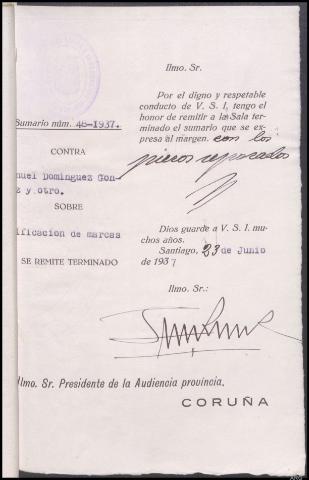 Sumario núm. 45-1937.
CONTRA
nuel Domínguez Gon-
z y otro.
SOBRE
ificacion de marcas
SE REMITE TERMINADO
Ilmo. Sr.
Por el digno y respetable
conducto de V. S. I, tengo el
honor de remitir a la Sala ter-
minado el sumario que se ex-
presa al margen. con los
piezas reparadas
Dios guarde a V. S. I. mu-
chos años.
Santiago, 23 de Junio
de 1937
Ilmo. Sr.:
Ilmo. Sr. Presidente de la Audiencia provincia.
CORUÑA